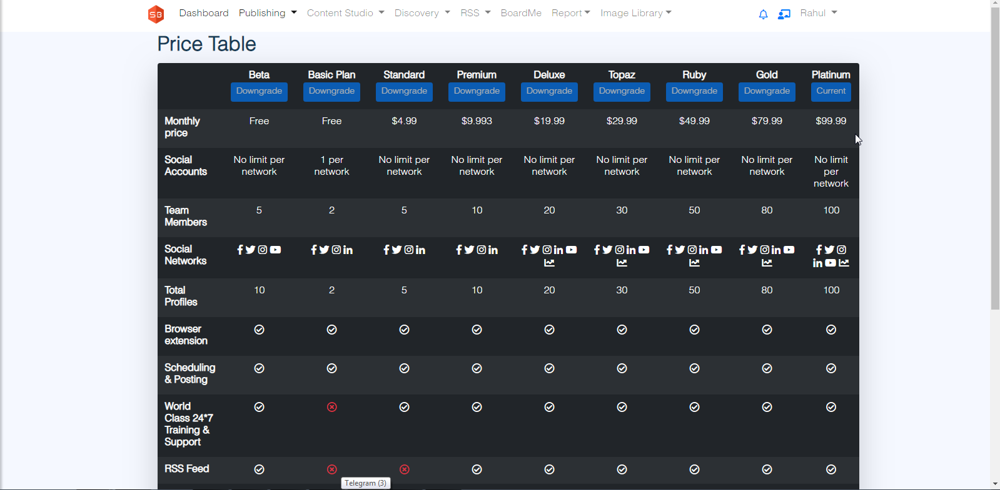 SB Dashboard Publishing Content Studio Discovery RSS BoardMe Report Image Library Rahul
Price Table
Beta Basic Plan Standard Premium Deluxe Topaz Ruby Gold Platinum
Downgrade Downgrade Downgrade Downgrade Downgrade Downgrade Downgrade Downgrade Current
Monthly Free Free $4.99 $9.993 $19.99 $29.99 $49.99 $79.99 $99.99
price
Social No limit per 1 per No limit per No limit per No limit per No limit per No limit per No limit per No limit
Accounts network network network network network network network network per
network
Team 5 2 5 10 20 30 50 80 100
Members
Social
Networks
Total 10 2 5 10 20 30 50 80 100
Profiles
Browser
extension
Scheduling
& Posting
World
Class 24*7
Training &
Support
RSS Feed
Telegram (3)